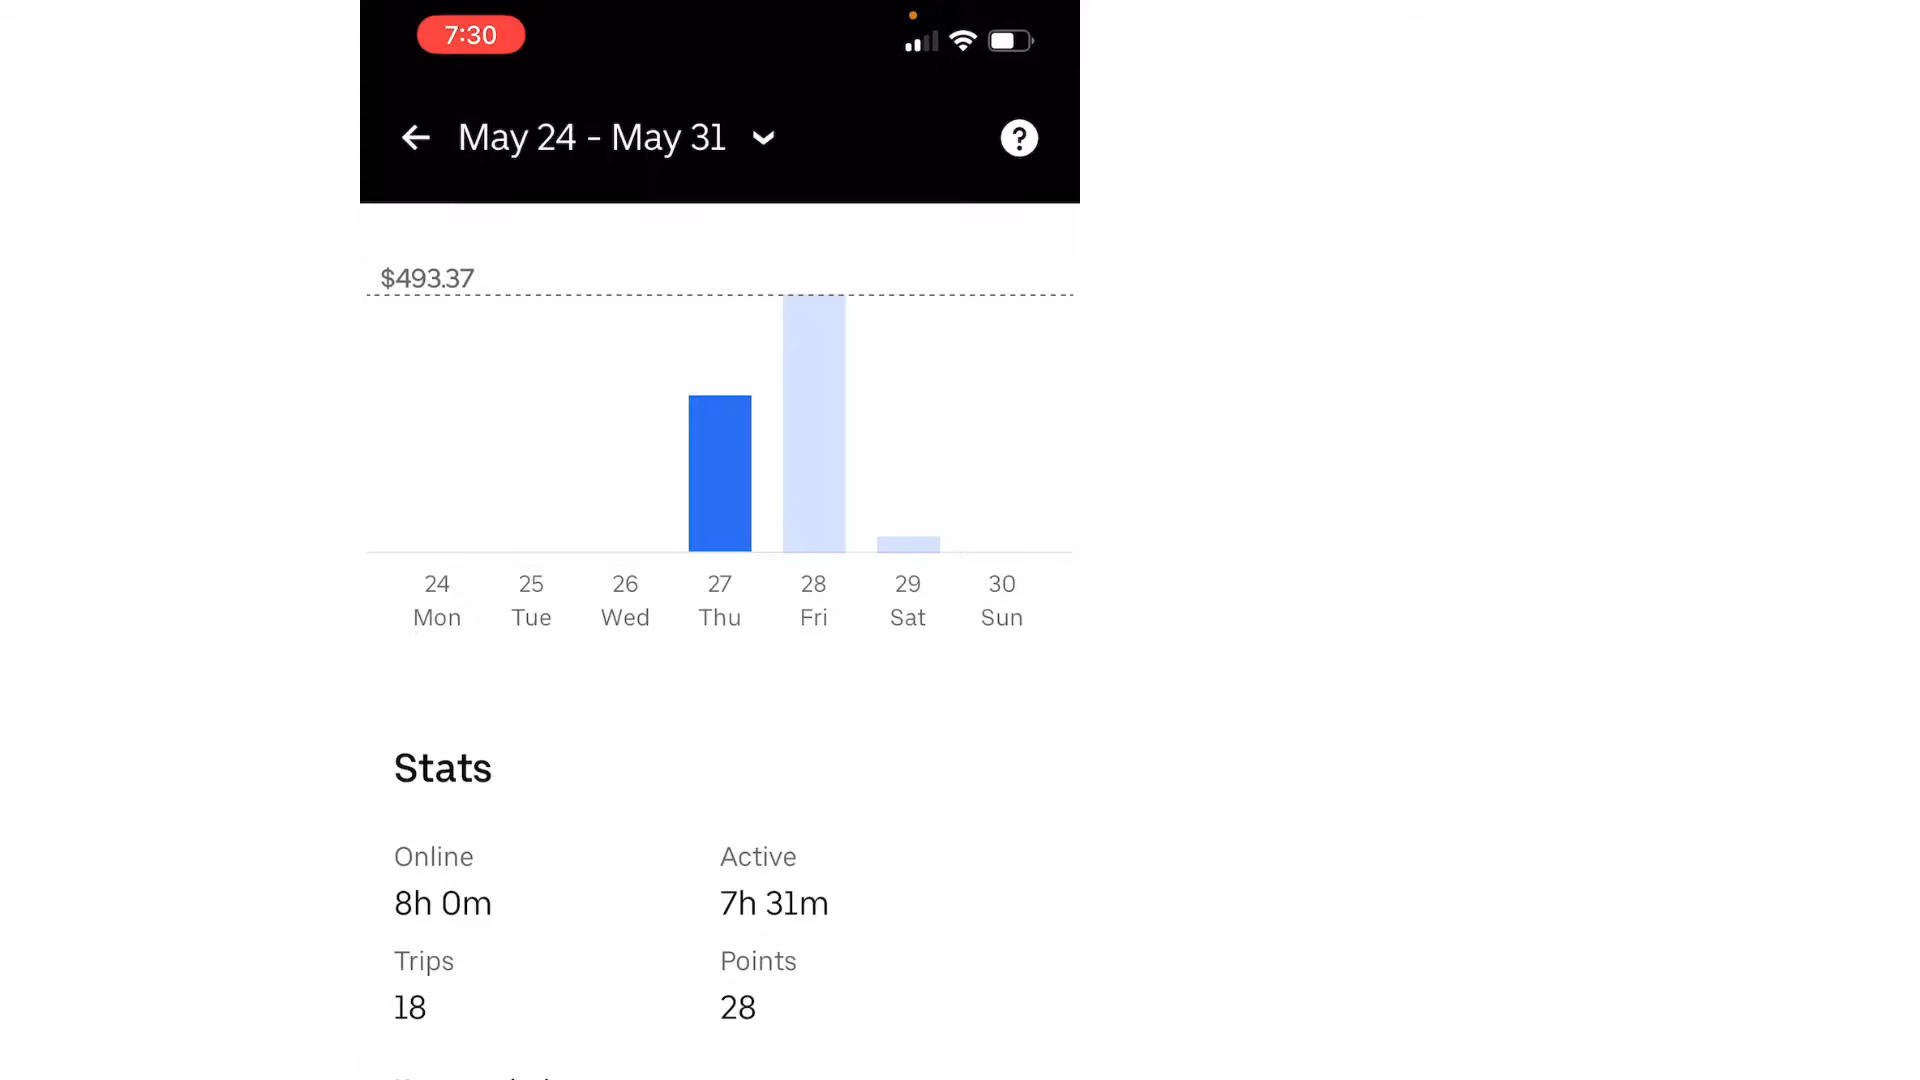 7:30
May 24 - May 31
?
$493.37
24 25 26 27 28 29 30
Mon Tue Wed Thu Fri Sat Sun
Stats
Online Active
8h 0m 7h 31m
Trips Points
18 28